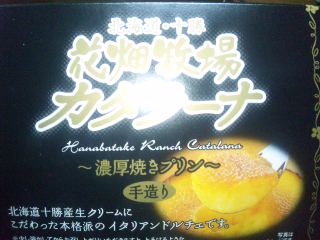 北海道・十勝
花畑牧場
カタラーナ
Hanabatake Ranch Catalana
～濃厚焼きプリン～
手造り
北海道十勝産生クリームに
こだわった本格派のイタリアンドルチェです。
写真は